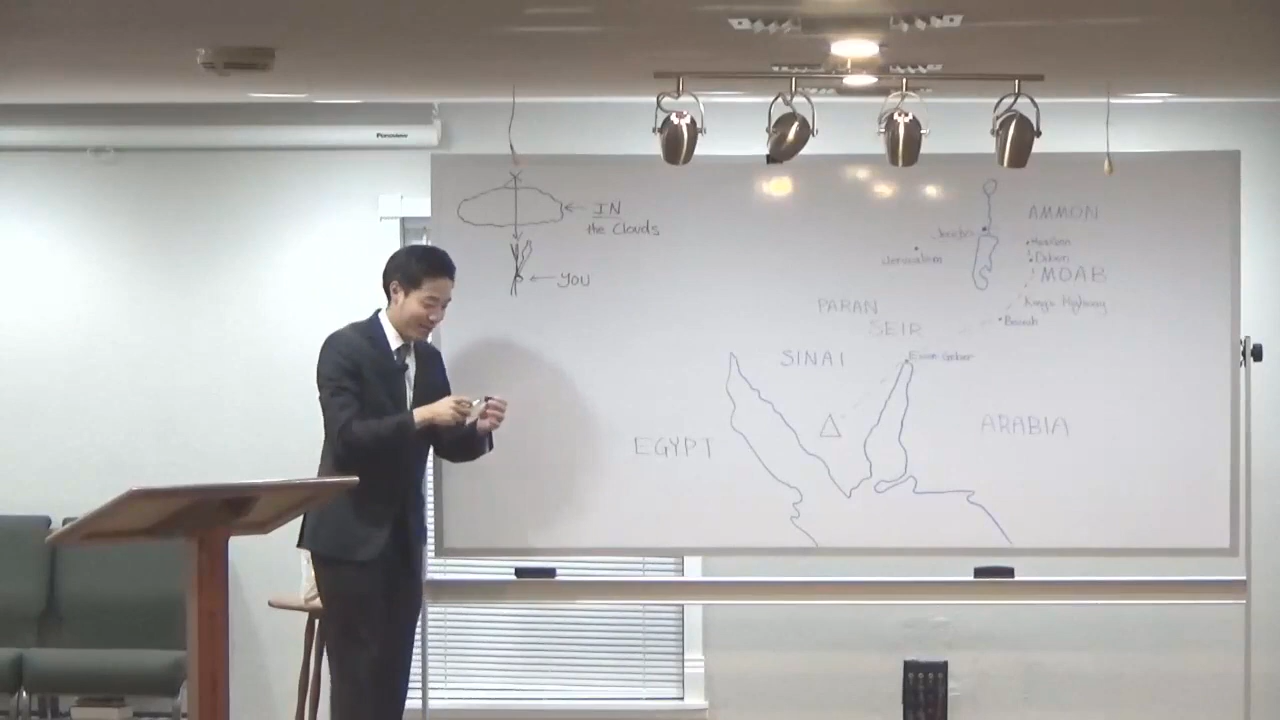 Panoview
IN
the Clouds
YOU
AMMON
Jericho
Jerusalem
Heshbon
Dibon
MOAB
King's Highway
PARAN
SEIR
Bozrah
SINAI
Ezion Geber
EGYPT
ARABIA